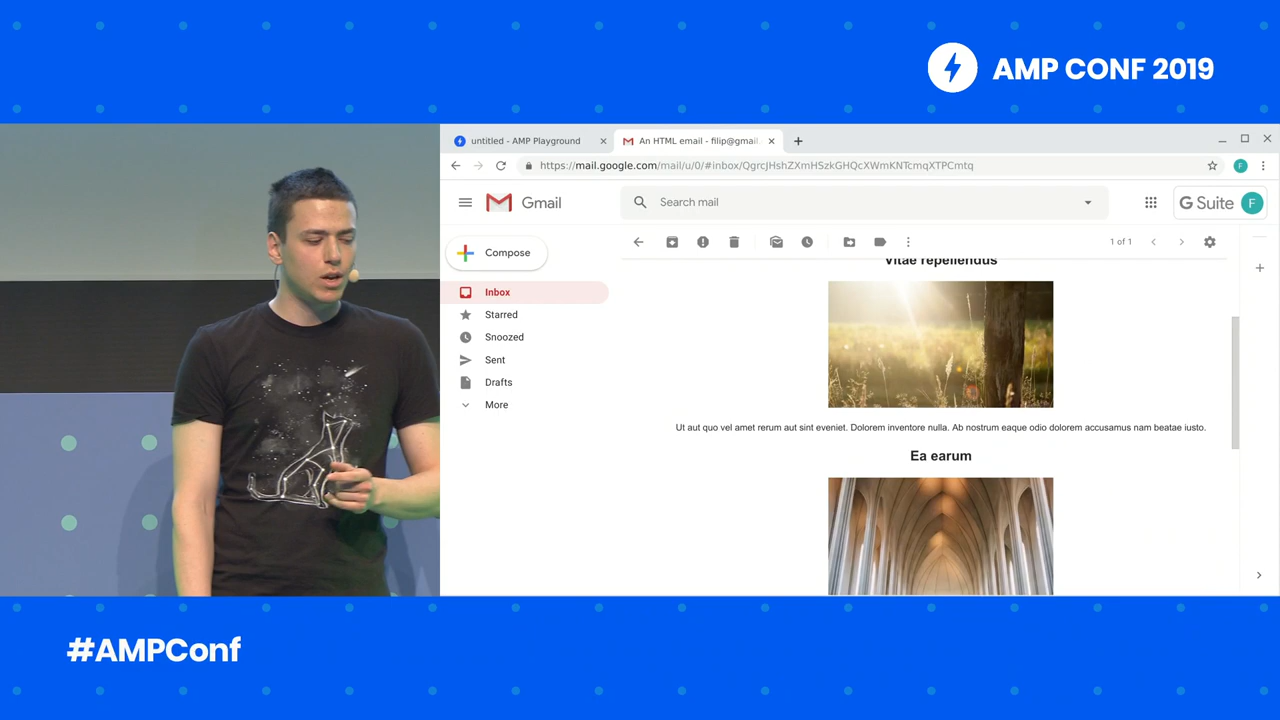 AMP CONF 2019
untitled - AMP Playground
An HTML email - filip@gmail.
https://mail.google.com/mail/u/0/#inbox/QgrcJHshZXmHSzkGHQcXWmKNTcmqXTPCmtq
F
Gmail
Search mail
G Suite
F
Compose
1 of 1
Inbox
Starred
Snoozed
Sent
Drafts
More
Vitae repellendus
Ut aut quo vel amet rerum aut sint eveniet. Dolorem inventore nulla. Ab nostrum eaque odio dolorem accusamus nam beatae iusto.
Ea earum
#AMPConf